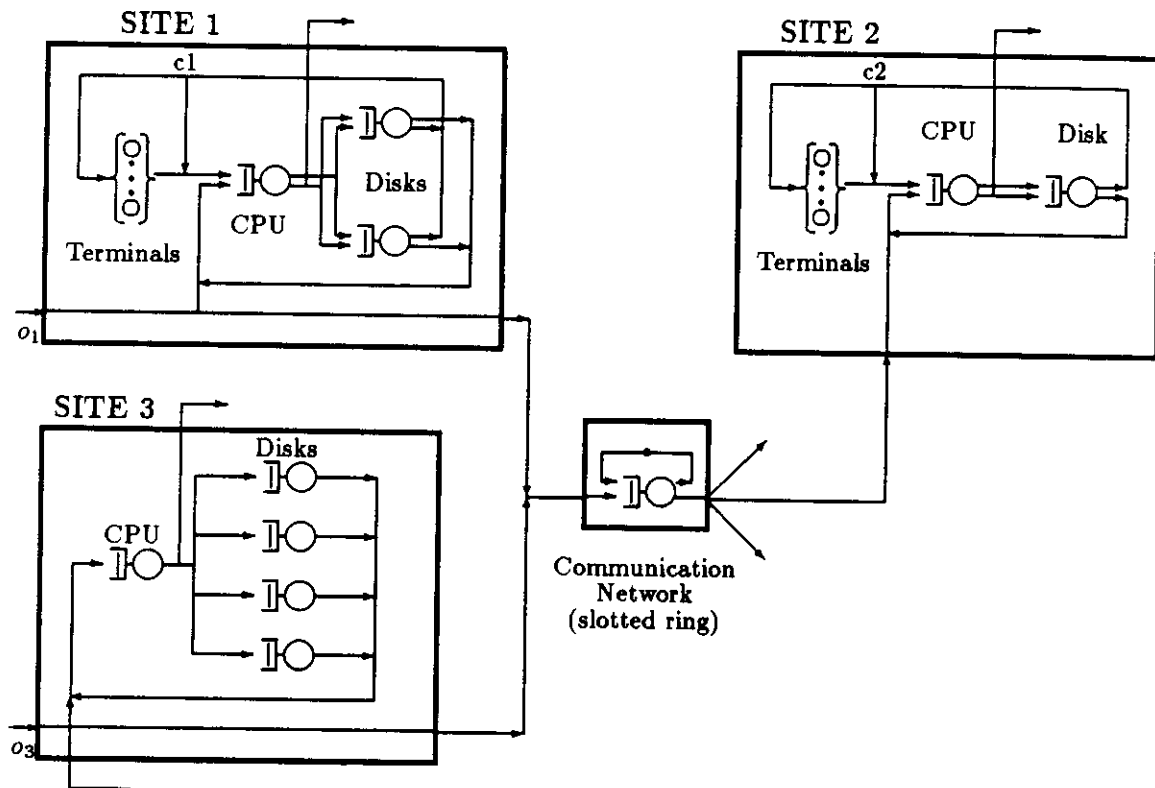 SITE 1
c1
Disks
CPU
Terminals
o₁
SITE 2
c2
CPU
Disk
Terminals
SITE 3
Disks
CPU
o₃
Communication
Network
(slotted ring)